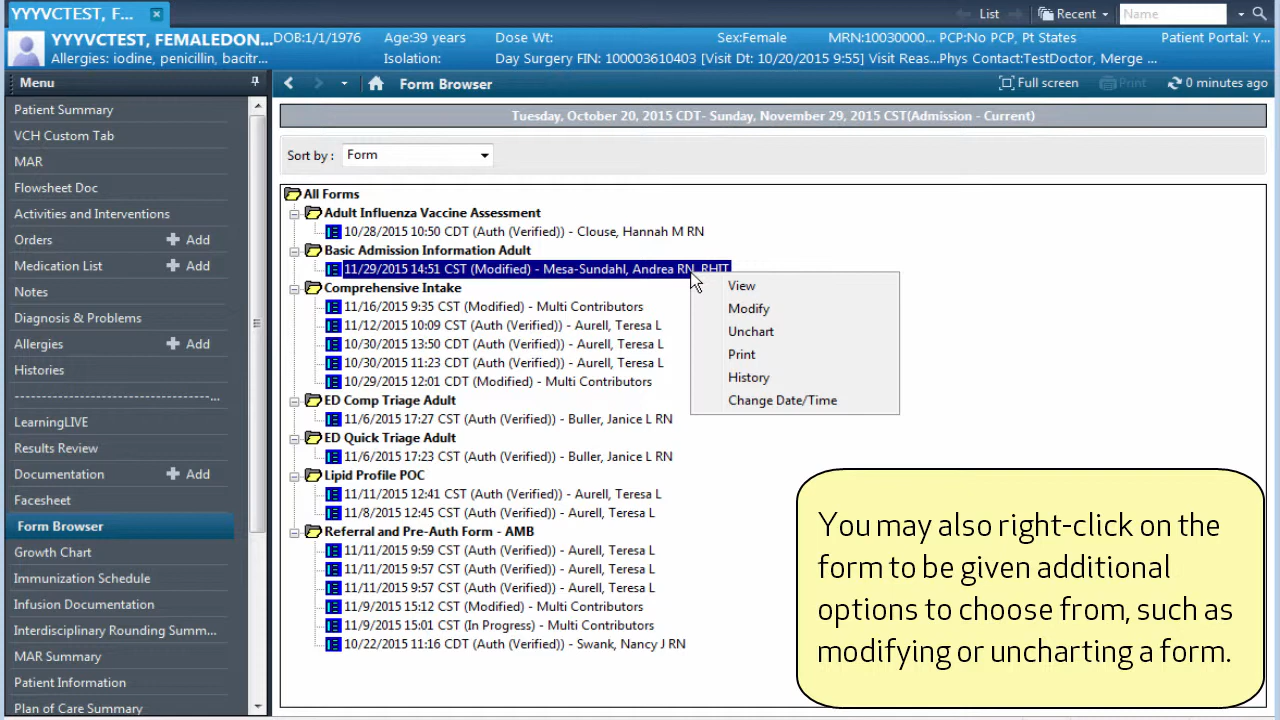 YYYVCTEST, F...
List
Recent
Name
YYYVCTEST, FEMALEDON...
DOB:1/1/1976
Age:39 years
Dose Wt:
Sex:Female
MRN:10030000...
PCP:No PCP, Pt States
Patient Portal: Y...
Allergies: iodine, penicillin, bacitr...
Isolation:
Day Surgery FIN: 100003610403 [Visit Dt: 10/20/2015 9:55] Visit Reas...
Phys Contact:TestDoctor, Merge ...
Menu
Form Browser
Full screen
Print
0 minutes ago
Patient Summary
VCH Custom Tab
MAR
Flowsheet Doc
Activities and Interventions
Orders + Add
Medication List + Add
Notes
Diagnosis & Problems
Allergies + Add
Histories
-----------------------------------...
LearningLIVE
Results Review
Documentation + Add
Facesheet
Form Browser
Growth Chart
Immunization Schedule
Infusion Documentation
Interdisciplinary Rounding Summ...
MAR Summary
Patient Information
Plan of Care Summary
Tuesday, October 20, 2015 CDT- Sunday, November 29, 2015 CST(Admission - Current)
Sort by : Form
All Forms
Adult Influenza Vaccine Assessment
10/28/2015 10:50 CDT (Auth (Verified)) - Clouse, Hannah M RN
Basic Admission Information Adult
11/29/2015 14:51 CST (Modified) - Mesa-Sundahl, Andrea RN, RHIT
Comprehensive Intake
11/16/2015 9:35 CST (Modified) - Multi Contributors
11/12/2015 10:09 CST (Auth (Verified)) - Aurell, Teresa L
10/30/2015 13:50 CDT (Auth (Verified)) - Aurell, Teresa L
10/30/2015 11:23 CDT (Auth (Verified)) - Aurell, Teresa L
10/29/2015 12:01 CDT (Modified) - Multi Contributors
ED Comp Triage Adult
11/6/2015 17:27 CST (Auth (Verified)) - Buller, Janice L RN
ED Quick Triage Adult
11/6/2015 17:23 CST (Auth (Verified)) - Buller, Janice L RN
Lipid Profile POC
11/11/2015 12:41 CST (Auth (Verified)) - Aurell, Teresa L
11/8/2015 12:45 CST (Auth (Verified)) - Aurell, Teresa L
Referral and Pre-Auth Form - AMB
11/11/2015 9:59 CST (Auth (Verified)) - Aurell, Teresa L
11/11/2015 9:57 CST (Auth (Verified)) - Aurell, Teresa L
11/11/2015 9:57 CST (Auth (Verified)) - Aurell, Teresa L
11/9/2015 15:12 CST (Modified) - Multi Contributors
11/9/2015 15:01 CST (In Progress) - Multi Contributors
10/22/2015 11:16 CDT (Auth (Verified)) - Swank, Nancy J RN
View
Modify
Unchart
Print
History
Change Date/Time
You may also right-click on the
form to be given additional
options to choose from, such as
modifying or uncharting a form.